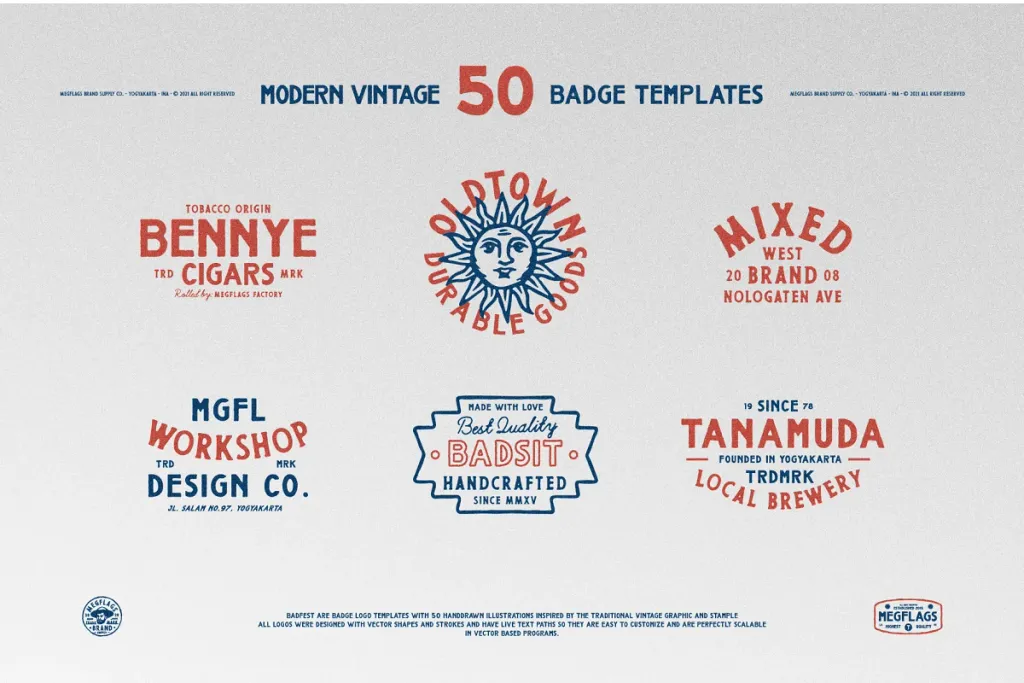 MEGFLAGS BRAND SUPPLY CO. - YOGYAKARTA - INA - © 2021 ALL RIGHT RESERVED
MODERN VINTAGE 50 BADGE TEMPLATES
MEGFLAGS BRAND SUPPLY CO. - YOGYAKARTA - INA - © 2021 ALL RIGHT RESERVED
TOBACCO ORIGIN
BENNYE
TRD CIGARS MRK
Rolled by: MEGFLAGS FACTORY
OLDTOWN
DURABLE GOODS
MIXED
WEST
20 BRAND 08
NOLOGATEN AVE
MGFL
WORKSHOP
TRD MRK
DESIGN CO.
JL. SALAM NO.97, YOGYAKARTA
MADE WITH LOVE
Best Quality
BADSIT
HANDCRAFTED
SINCE MMXV
19 SINCE 78
TANAMUDA
FOUNDED IN YOGYAKARTA
TRDMRK
LOCAL BREWERY
MEGFLAGS
BRAND
BADFEST ARE BADGE LOGO TEMPLATES WITH 50 HANDRAWN ILLUSTRATIONS INSPIRED BY THE TRADITIONAL VINTAGE GRAPHIC AND STAMPLE
ALL LOGOS WERE DESIGNED WITH VECTOR SHAPES AND STROKES AND HAVE LIVE TEXT PATHS SO THEY ARE EASY TO CUSTOMIZE AND ARE PERFECTLY SCALABLE
IN VECTOR BASED PROGRAMS.
MEGFLAGS